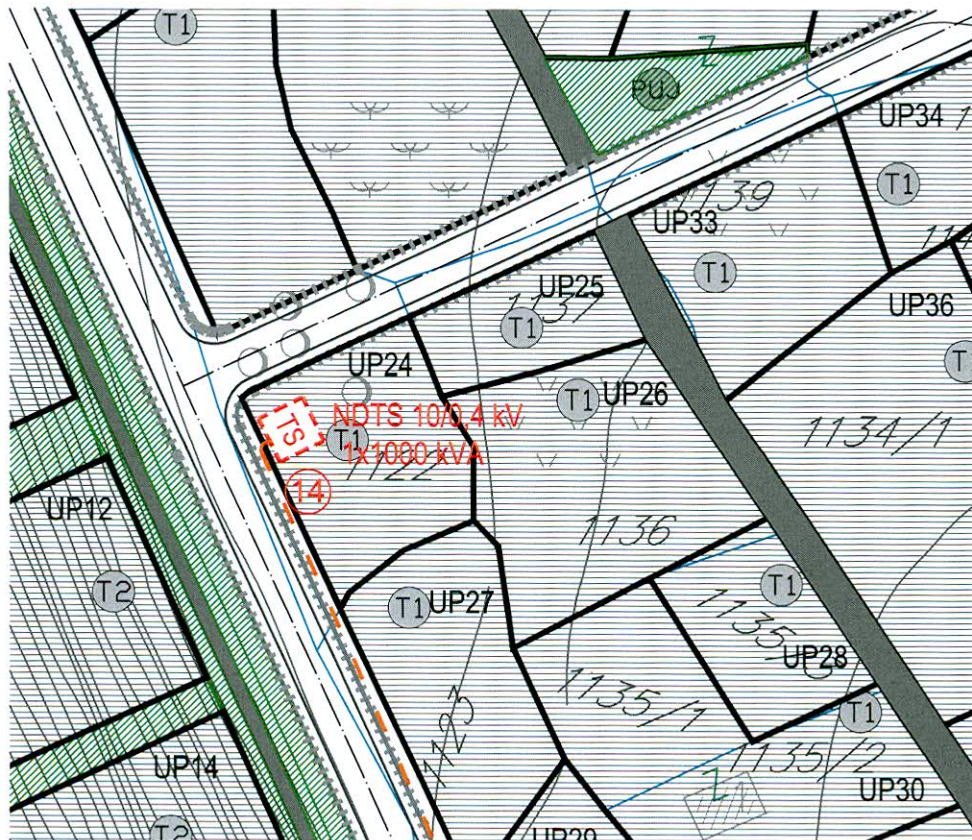 T1
Z
PUJ
UP34
T1
1139
UP33
T1
UP25
1137
T1
UP36
UP24
T1
UP26
TS
NDTS 10/0,4 kV
T1
1x1000 kVA
1122
1134/1
14
UP12
1136
T2
T1
UP27
T1
UP28
1135/1
T1
1123
UP14
1135/2
UP30
Z
T2
UP29